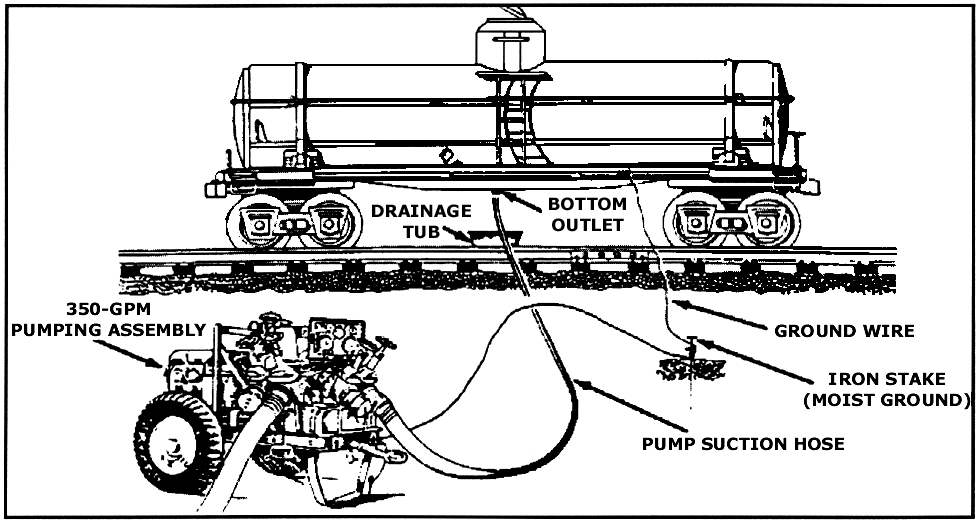 DRAINAGE
TUB
BOTTOM
OUTLET
350-GPM
PUMPING ASSEMBLY
GROUND WIRE
IRON STAKE
(MOIST GROUND)
PUMP SUCTION HOSE